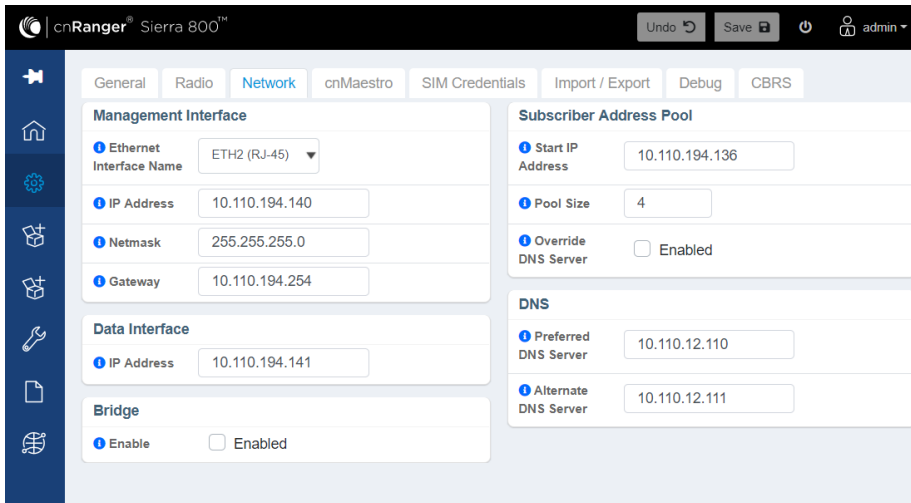 cnRanger® Sierra 800™
Undo
Save
admin
General
Radio
Network
cnMaestro
SIM Credentials
Import / Export
Debug
CBRS
Management Interface
Ethernet
Interface Name
ETH2 (RJ-45)
IP Address
10.110.194.140
Netmask
255.255.255.0
Gateway
10.110.194.254
Data Interface
IP Address
10.110.194.141
Bridge
Enable
Enabled
Subscriber Address Pool
Start IP
Address
10.110.194.136
Pool Size
4
Override
DNS Server
Enabled
DNS
Preferred
DNS Server
10.110.12.110
Alternate
DNS Server
10.110.12.111